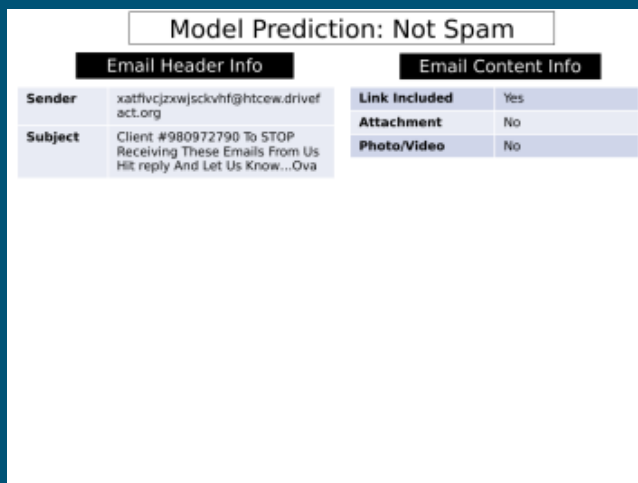 Model Prediction: Not Spam
Email Header Info
Sender xatfivcjzxwjsckvhf@htcew.drivef
act.org
Subject Client #980972790 To STOP
Receiving These Emails From Us
Hit reply And Let Us Know...Ova
Email Content Info
Link Included Yes
Attachment No
Photo/Video No